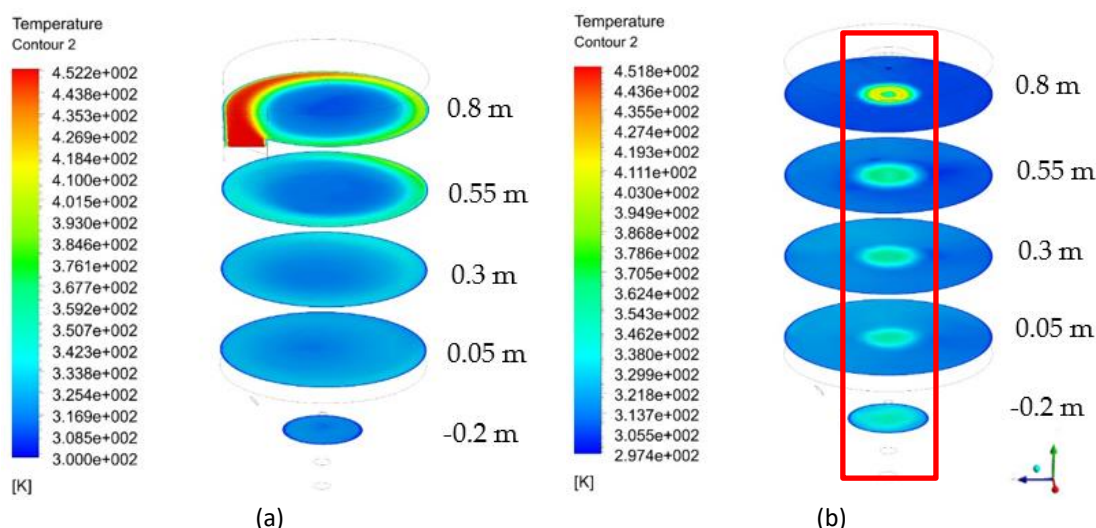 Temperature
Contour 2
4.522e+002
4.438e+002
4.353e+002
4.269e+002
4.184e+002
4.100e+002
4.015e+002
3.930e+002
3.846e+002
3.761e+002
3.677e+002
3.592e+002
3.507e+002
3.423e+002
3.338e+002
3.254e+002
3.169e+002
3.085e+002
3.000e+002
[K]
0.8 m
0.55 m
0.3 m
0.05 m
-0.2 m
(a)
Temperature
Contour 2
4.518e+002
4.436e+002
4.355e+002
4.274e+002
4.193e+002
4.111e+002
4.030e+002
3.949e+002
3.868e+002
3.786e+002
3.705e+002
3.624e+002
3.543e+002
3.462e+002
3.380e+002
3.299e+002
3.218e+002
3.137e+002
3.055e+002
2.974e+002
[K]
0.8 m
0.55 m
0.3 m
0.05 m
-0.2 m
(b)